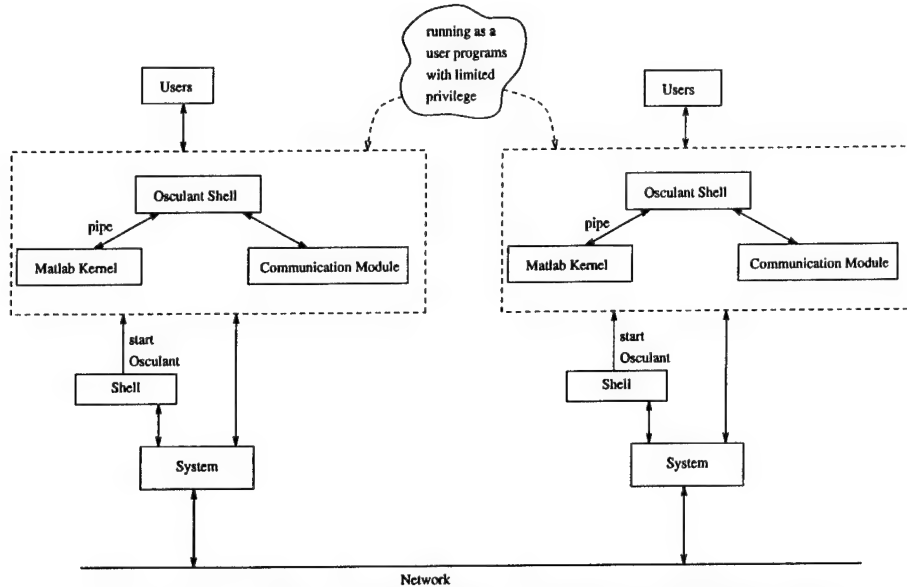 running as a
user programs
with limited
privilege
Users
Users
Osculant Shell
pipe
Matlab Kernel
Communication Module
Osculant Shell
pipe
Matlab Kernel
Communication Module
start
Osculant
Shell
System
start
Osculant
Shell
System
Network